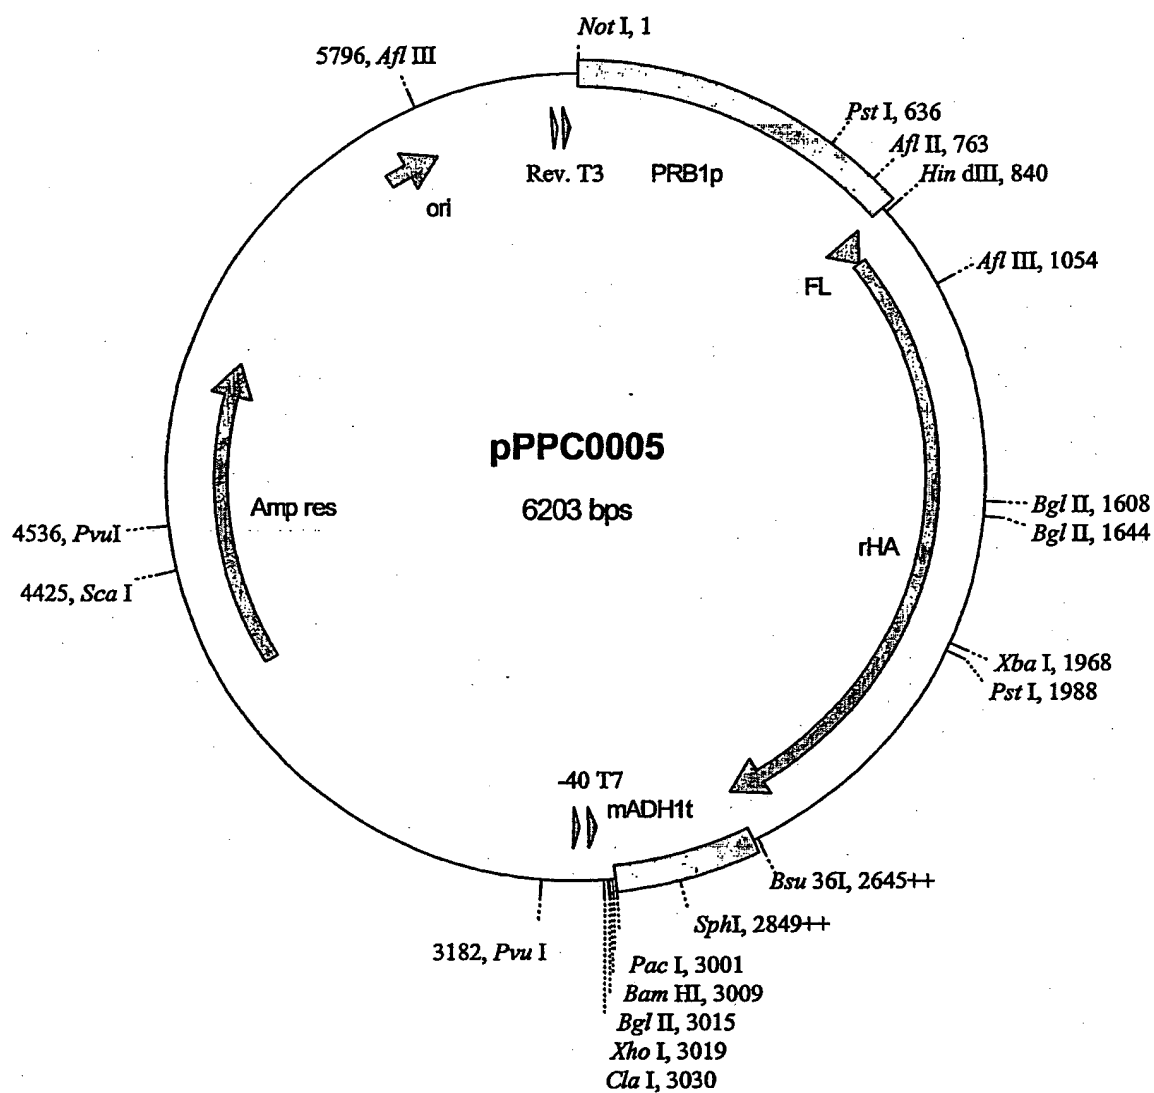 Not I, 1
5796, Afl III
Pst I, 636
Afl II, 763
Hin dIII, 840
Rev. T3
PRB1p
ori
Afl III, 1054
FL
pPPC0005
6203 bps
Amp res
Bgl II, 1608
Bgl II, 1644
4536, PvuI
rHA
4425, Sca I
Xba I, 1968
Pst I, 1988
-40 T7
mADH1t
Bsu 36I, 2645++
SphI, 2849++
3182, Pvu I
Pac I, 3001
Bam HI, 3009
Bgl II, 3015
Xho I, 3019
Cla I, 3030